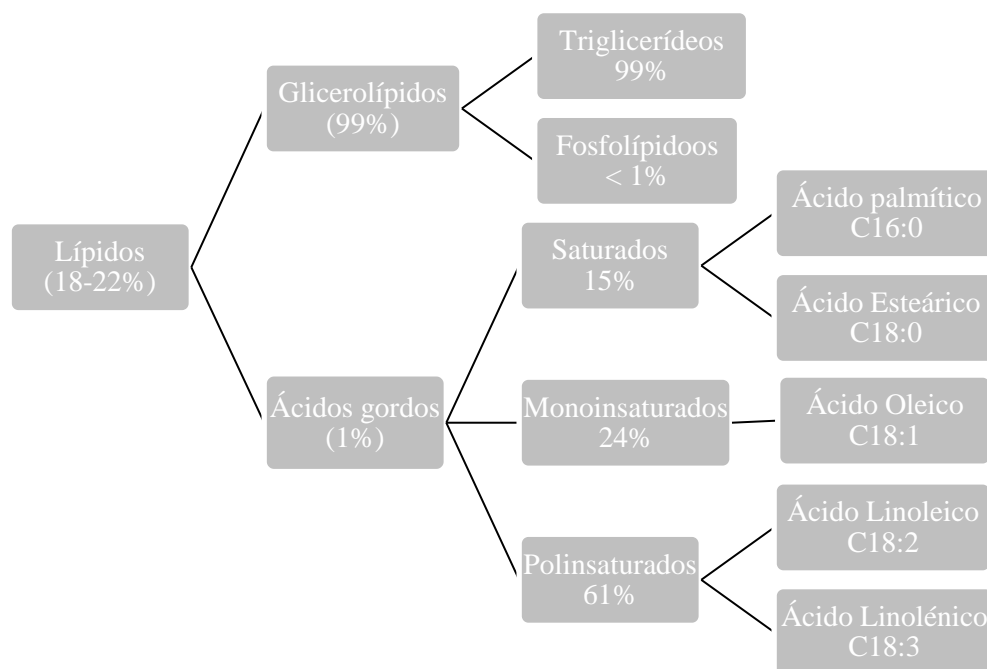 Lípidos
(18-22%)
Glicerolípidos
(99%)
Triglicerídeos
99%
Fosfolípidoos
< 1%
Ácidos gordos
(1%)
Saturados
15%
Ácido palmítico
C16:0
Ácido Esteárico
C18:0
Monoinsaturados
24%
Ácido Oleico
C18:1
Polinsaturados
61%
Ácido Linoleico
C18:2
Ácido Linolénico
C18:3